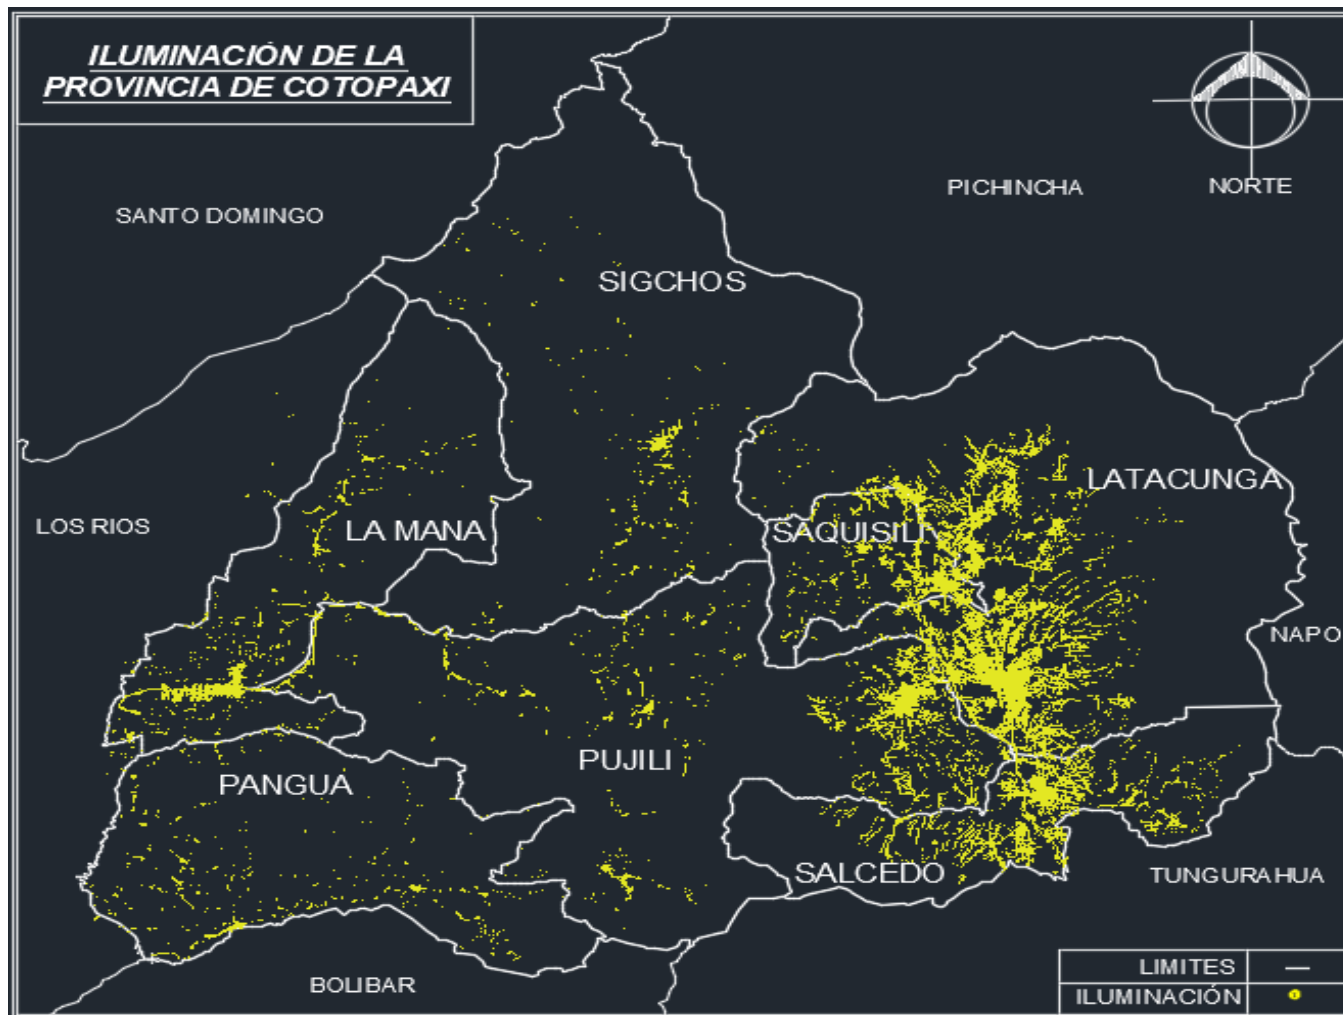 ILUMINACIÓN DE LA
PROVINCIA DE COTOPAXI
PICHINCHA
NORTE
SANTO DOMINGO
SIGCHOS
LATACUNGA
LOS RIOS
LA MANA
SAQUISILI
NAPO
PUJILI
PANGUA
SALCEDO
TUNGURAHUA
BOLIBAR
LIMITES
ILUMINACIÓN